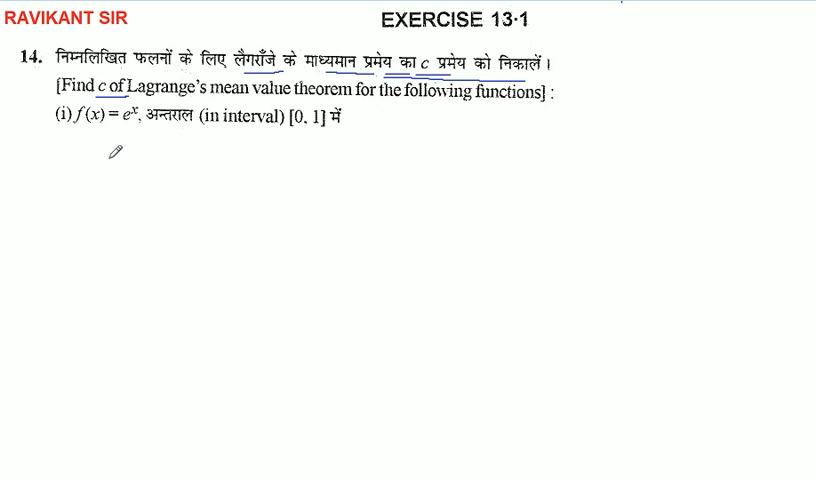 RAVIKANT SIR
EXERCISE 13·1
14. निम्नलिखित फलनों के लिए लैगराँजे के माध्यमान प्रमेय का c प्रमेय को निकालें ।
[Find c of Lagrange's mean value theorem for the following functions] :
(i) f(x) = eˣ, अन्तराल (in interval) [0, 1] में